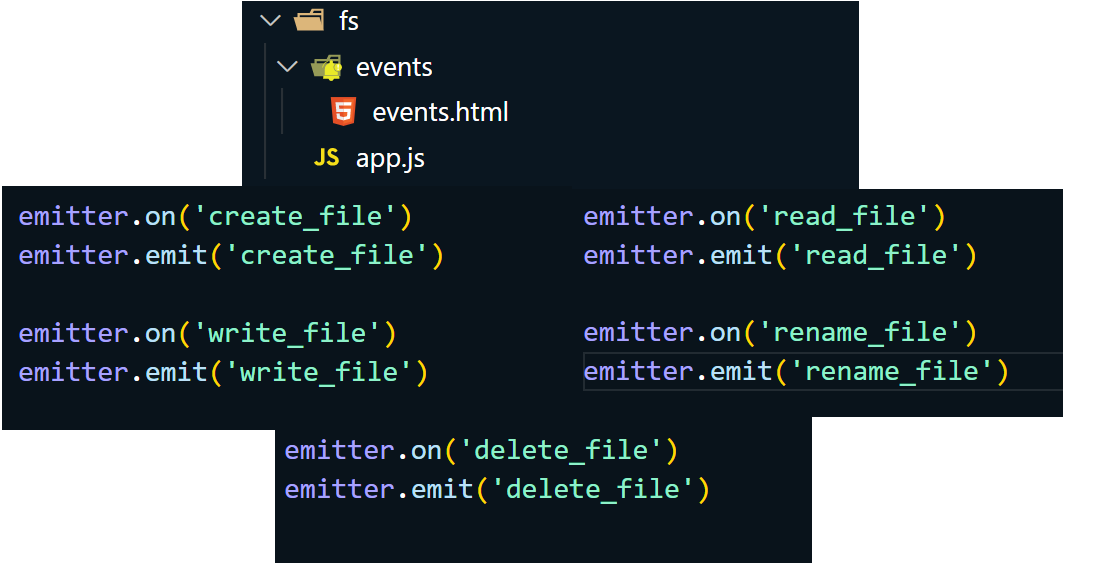 fs
events
events.html
JS app.js
emitter.on('create_file')
emitter.emit('create_file')
emitter.on('write_file')
emitter.emit('write_file')
emitter.on('read_file')
emitter.emit('read_file')
emitter.on('rename_file')
emitter.emit('rename_file')
emitter.on('delete_file')
emitter.emit('delete_file')